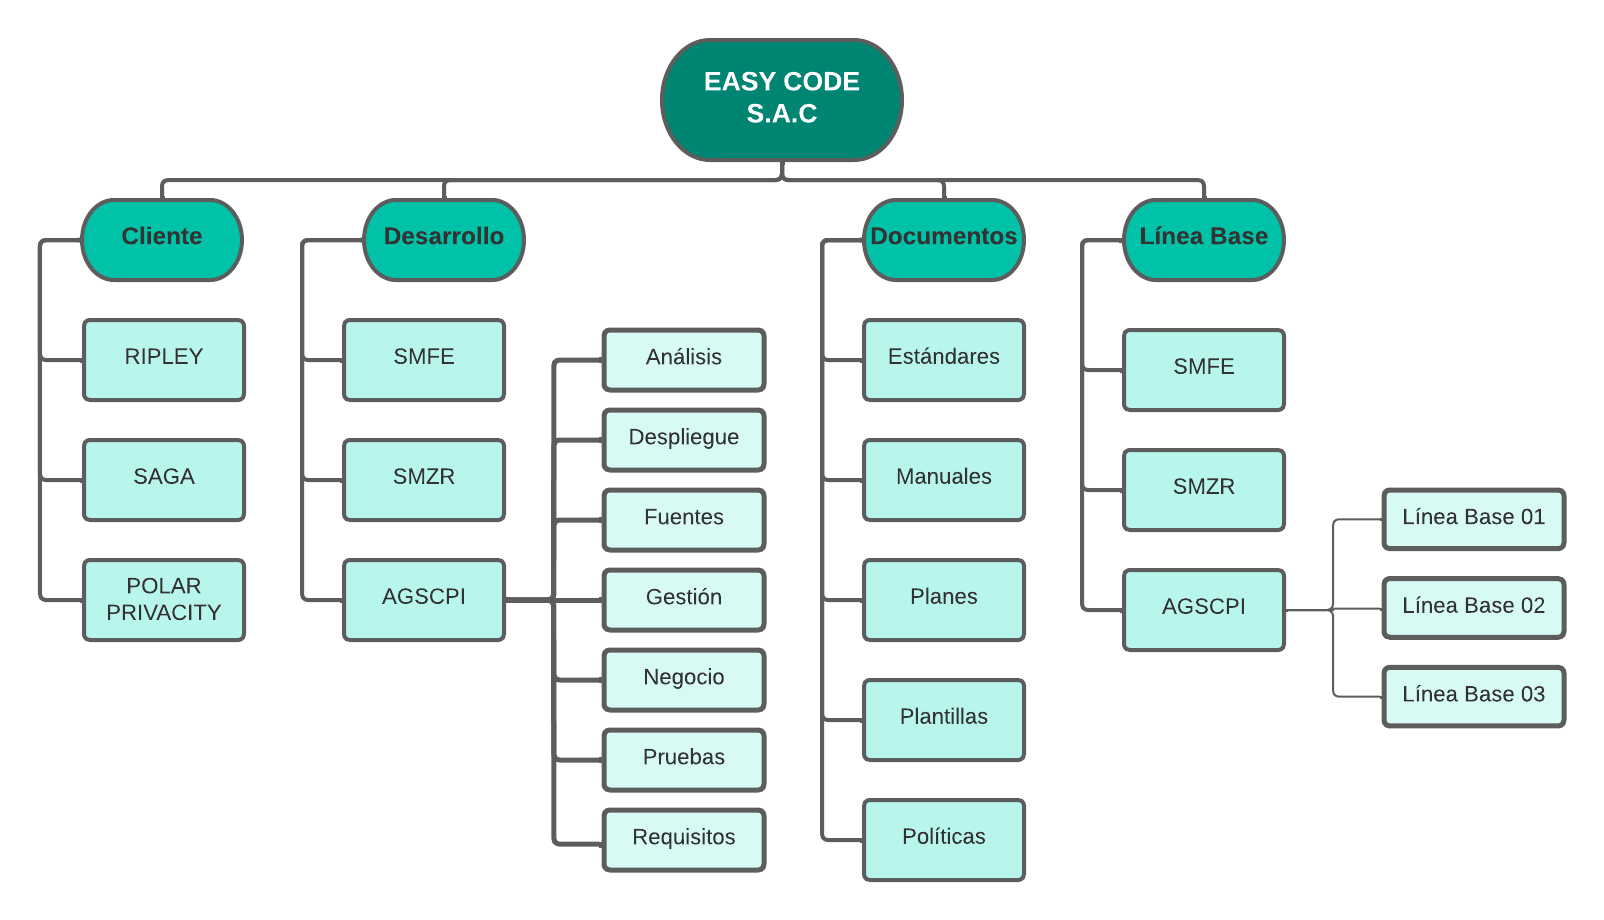 EASY CODE
S.A.C
Cliente
Desarrollo
Documentos
Línea Base
RIPLEY
SAGA
POLAR
PRIVACITY
SMFE
SMZR
AGSCPI
Análisis
Despliegue
Fuentes
Gestión
Negocio
Pruebas
Requisitos
Estándares
Manuales
Planes
Plantillas
Políticas
SMFE
SMZR
AGSCPI
Línea Base 01
Línea Base 02
Línea Base 03